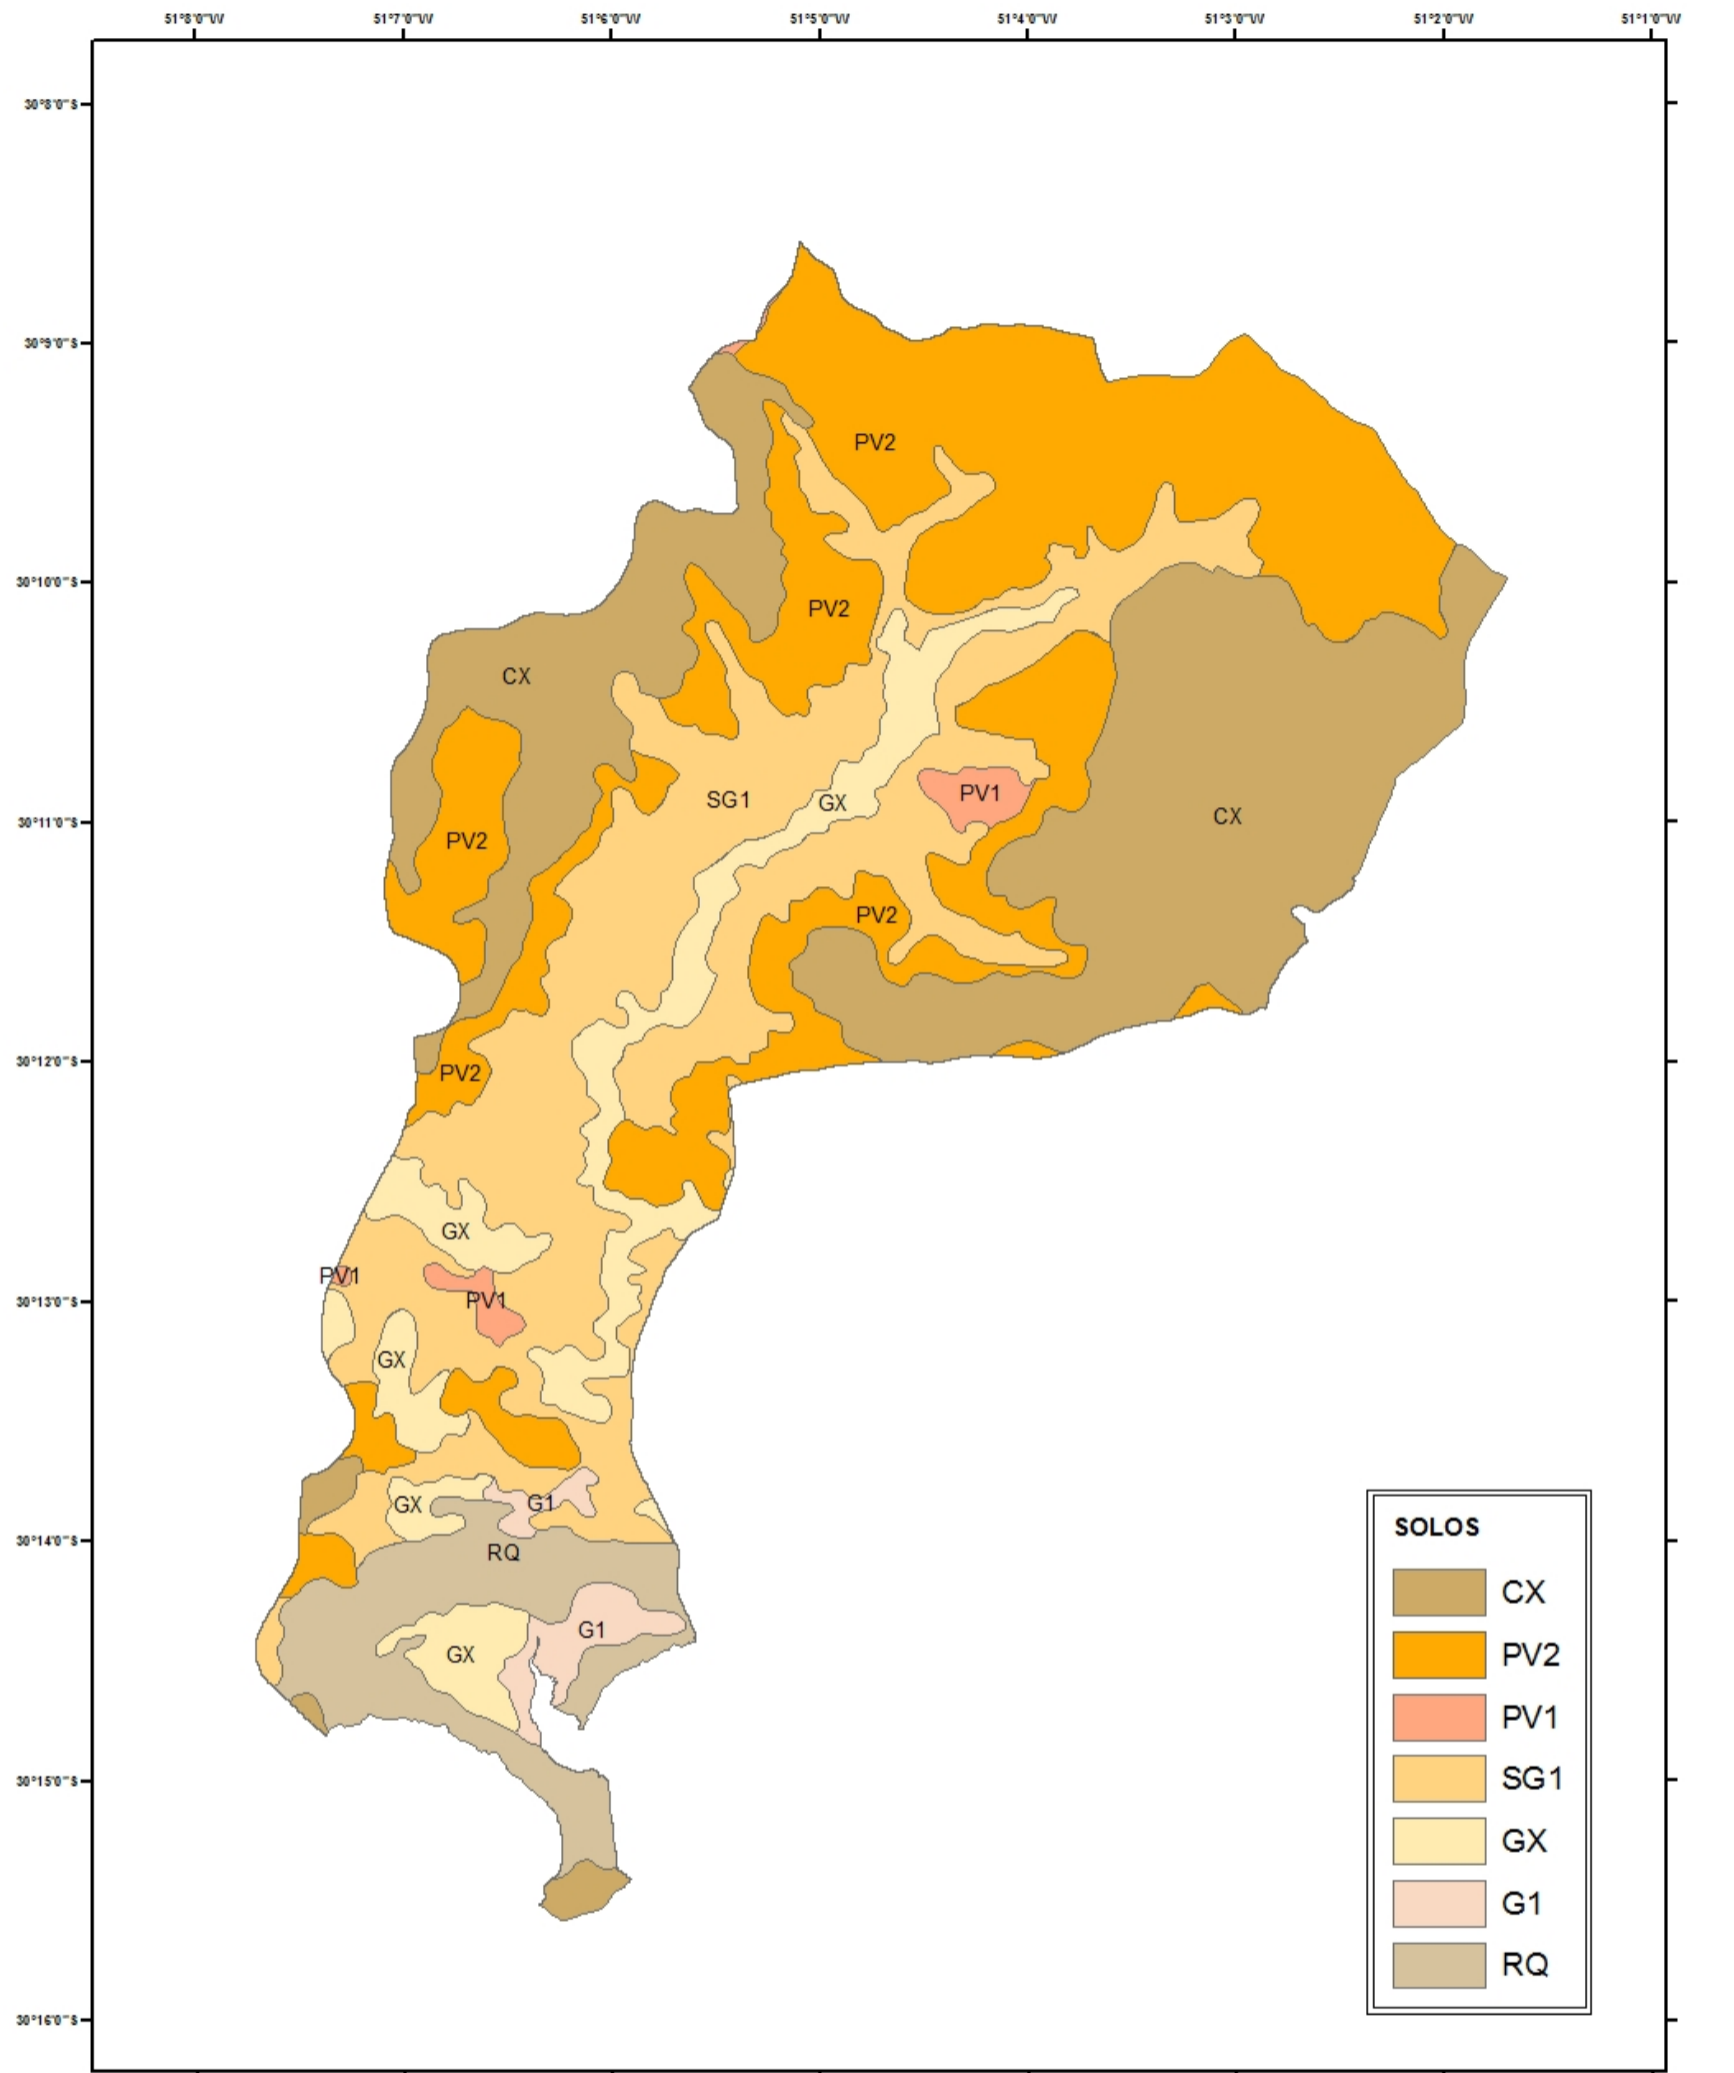 51°8'0"W 51°7'0"W 51°6'0"W 51°5'0"W 51°4'0"W 51°3'0"W 51°2'0"W 51°1'0"W
30°8'0"S
30°9'0"S
PV2
30°10'0"S
PV2
CX
PV1
SG1 GX
CX
30°11'0"S
PV2
PV2
30°12'0"S
PV2
GX
PV1
30°13'0"S
PV1
GX
GX G1
30°14'0"S
RQ
G1
GX
30°15'0"S
30°16'0"S
SOLOS
CX
PV2
PV1
SG1
GX
G1
RQ